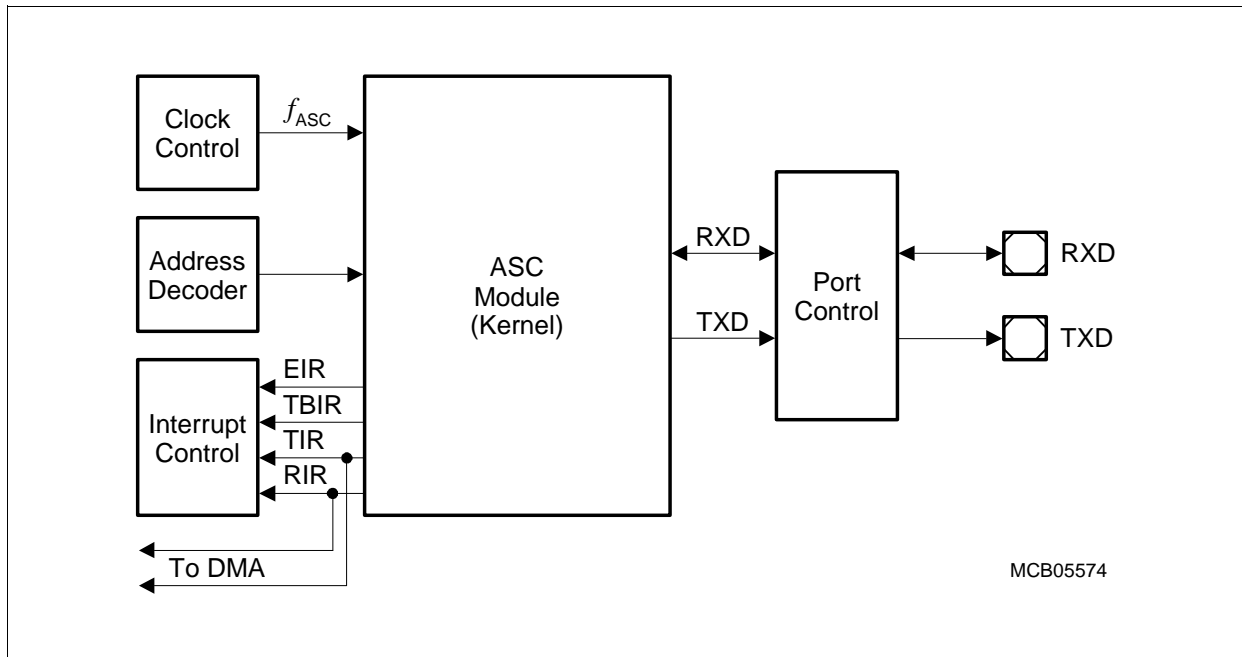 Clock
Control
fASC
Address
Decoder
Interrupt
Control
EIR
TBIR
TIR
RIR
To DMA
ASC
Module
(Kernel)
RXD
TXD
Port
Control
RXD
TXD
MCB05574